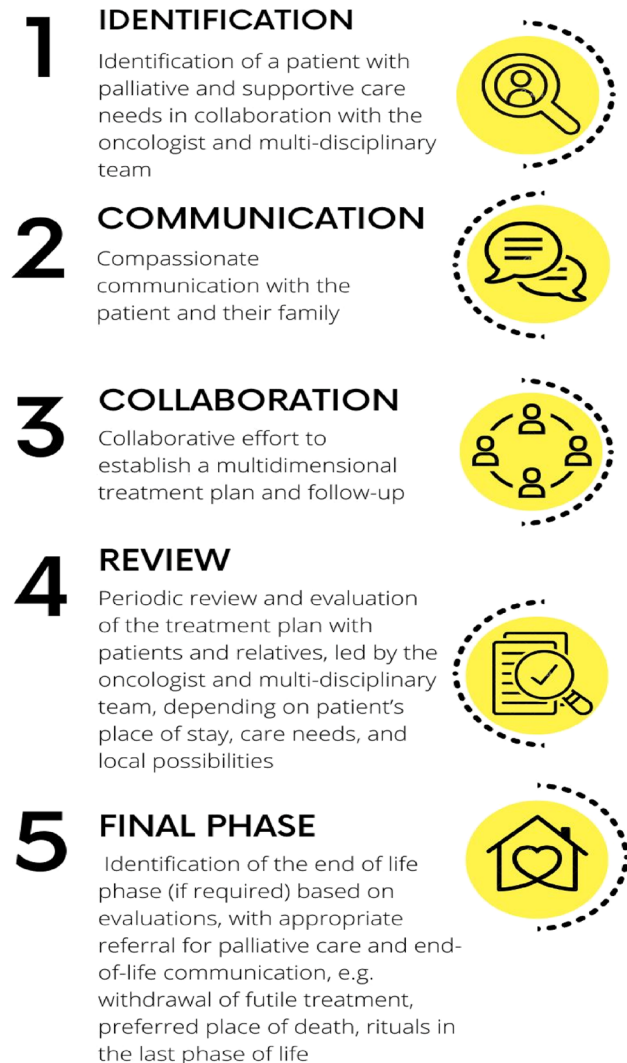 1
IDENTIFICATION
Identification of a patient with
palliative and supportive care
needs in collaboration with the
oncologist and multi-disciplinary
team
2
COMMUNICATION
Compassionate
communication with the
patient and their family
3
COLLABORATION
Collaborative effort to
establish a multidimensional
treatment plan and follow-up
4
REVIEW
Periodic review and evaluation
of the treatment plan with
patients and relatives, led by the
oncologist and multi-disciplinary
team, depending on patient’s
place of stay, care needs, and
local possibilities
5
FINAL PHASE
Identification of the end of life
phase (if required) based on
evaluations, with appropriate
referral for palliative care and end-
of-life communication, e.g.
withdrawal of futile treatment,
preferred place of death, rituals in
the last phase of life